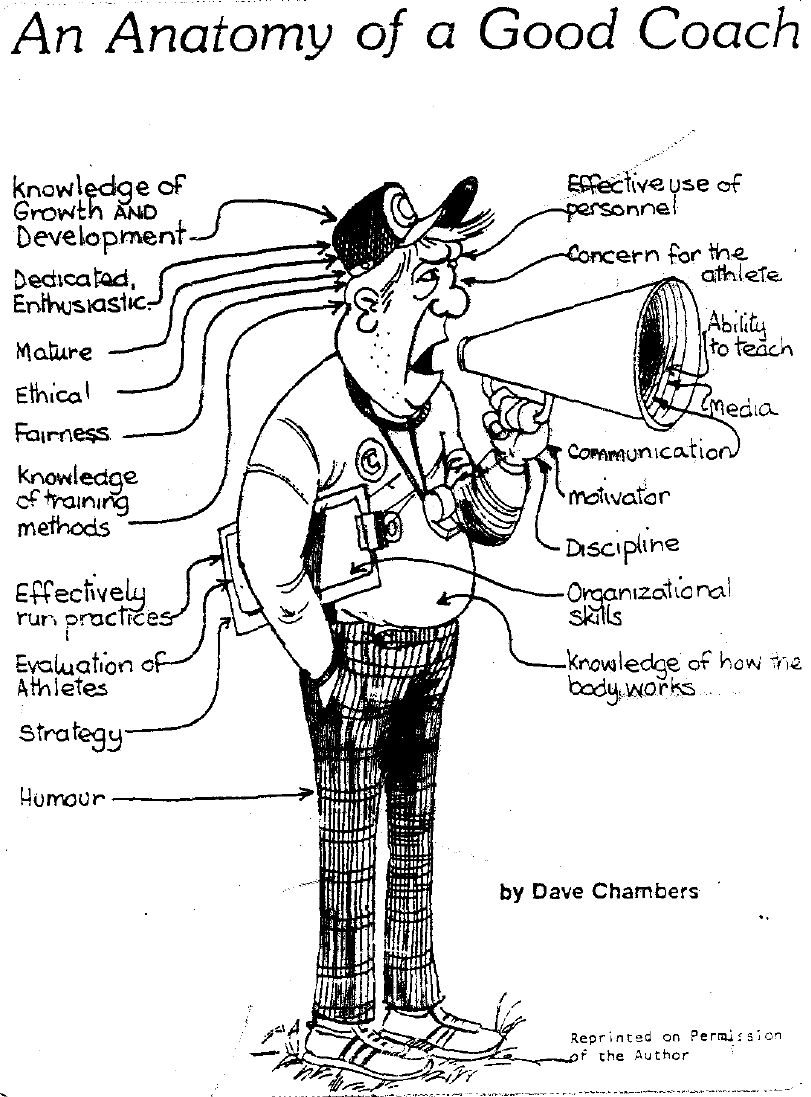 An Anatomy of a Good Coach
Knowledge of
Growth AND
Development
Dedicated,
Enthusiastic
Mature
Ethical
Fairness
Knowledge
of training
methods
Effectively
run practices
Evaluation of
Athletes
Strategy
Humour
Effective use of
personnel
Concern for the
athlete
Ability
to teach
Media
Communication
motivator
Discipline
Organizational
skills
Knowledge of how the
body works
C
by Dave Chambers
Reprinted on Permission
of the Author